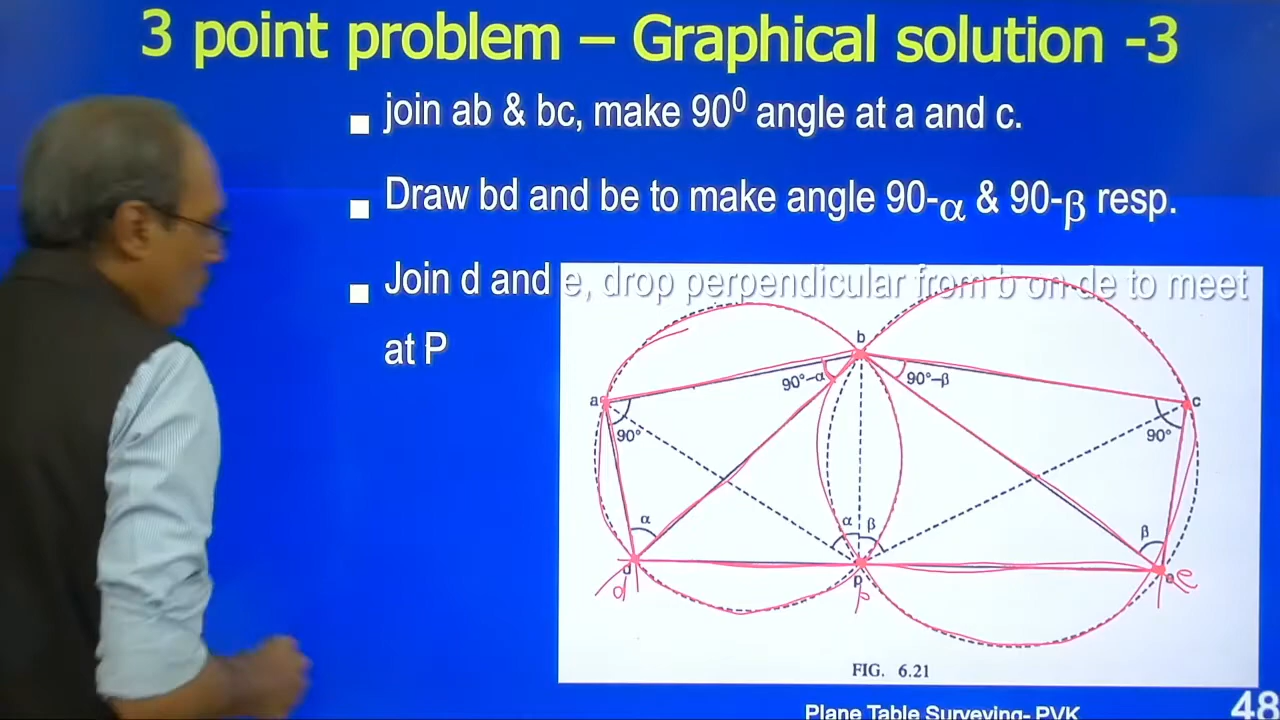 3 point problem – Graphical solution -3
join ab & bc, make 90⁰ angle at a and c.
Draw bd and be to make angle 90-α & 90-β resp.
Join d and e, drop perpendicular from b on de to meet
at P
b
90°–α
90°–β
a
c
90°
90°
α
α
β
β
d
p
e
d
P
e
FIG. 6.21
Plane Table Surveying- PVK
48